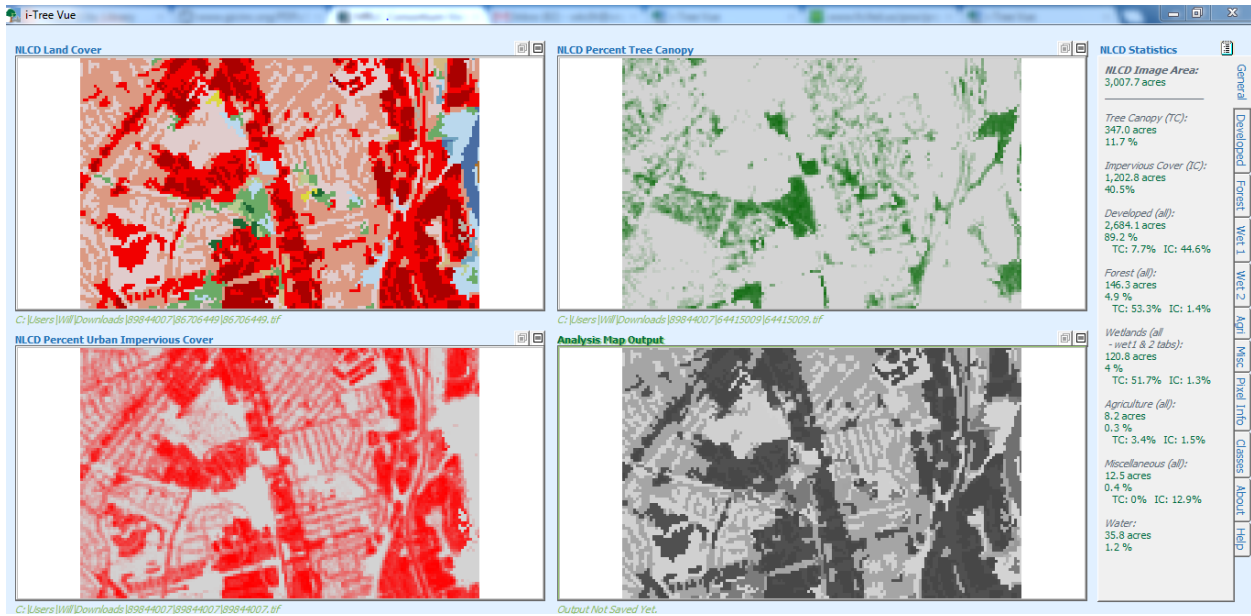 i-Tree Vue
NLCD Land Cover
NLCD Percent Tree Canopy
C:\Users\Will\Downloads\89844007\86706449\86706449.tif
C:\Users\Will\Downloads\89844007\64415009\64415009.tif
NLCD Percent Urban Impervious Cover
Analysis Map Output
C:\Users\Will\Downloads\89844007\89844007\89844007.tif
Output Not Saved Yet.
NLCD Statistics
NLCD Image Area:
3,007.7 acres
Tree Canopy (TC):
347.0 acres
11.7 %
Impervious Cover (IC):
1,202.8 acres
40.5%
Developed (all):
2,684.1 acres
89.2 %
TC: 7.7% IC: 44.6%
Forest (all):
146.3 acres
4.9 %
TC: 53.3% IC: 1.4%
Wetlands (all
- wet1 & 2 tabs):
120.8 acres
4 %
TC: 51.7% IC: 1.3%
Agriculture (all):
8.2 acres
0.3 %
TC: 3.4% IC: 1.5%
Miscellaneous (all):
12.5 acres
0.4 %
TC: 0% IC: 12.9%
Water:
35.8 acres
1.2 %
General
Developed
Forest
Wet 1
Wet 2
Agri
Misc
Pixel Info
Classes
About
Help